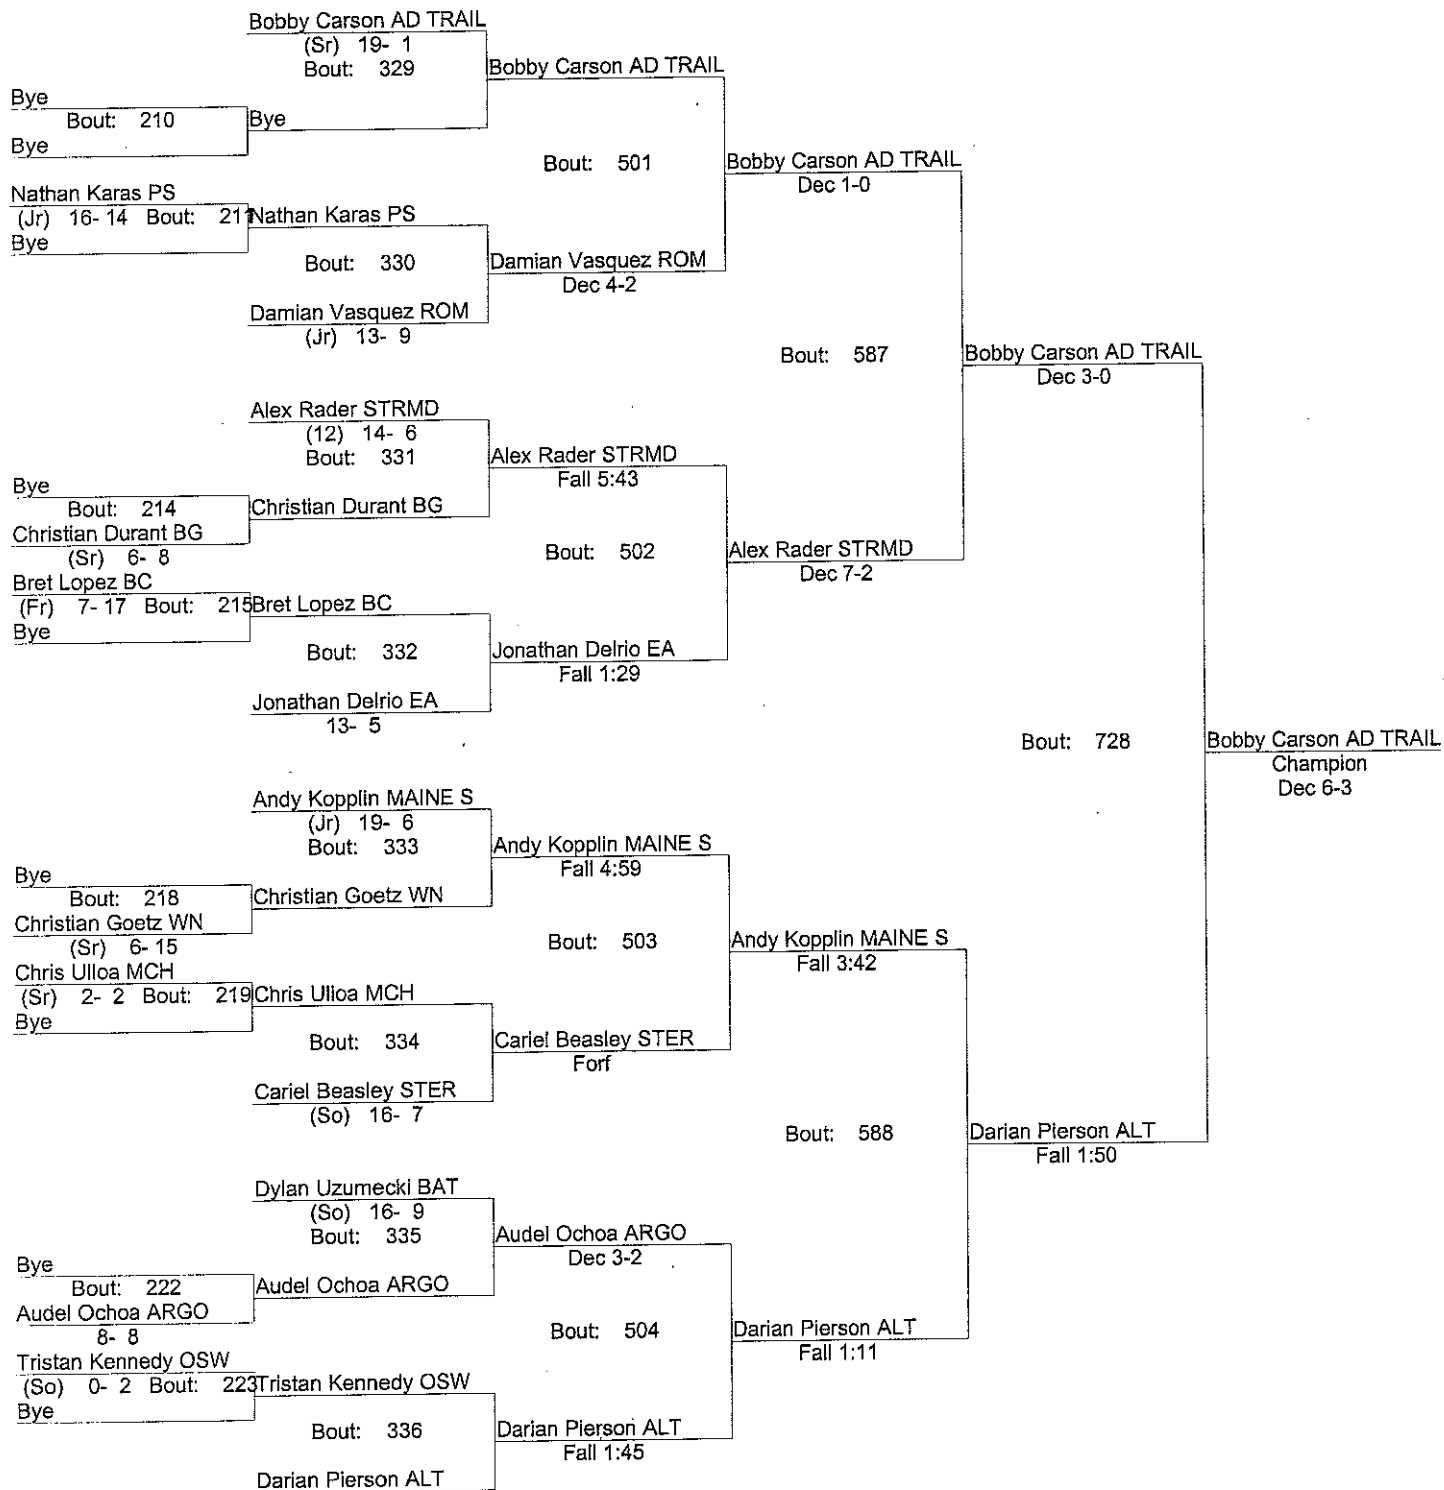 Bobby Carson AD TRAIL
(Sr) 19- 1
Bout: 329
Bobby Carson AD TRAIL
Bye
Bout: 210
Bye
Bye
Bout: 501
Bobby Carson AD TRAIL
Dec 1-0
Nathan Karas PS
(Jr) 16- 14 Bout: 211
Nathan Karas PS
Bye
Bout: 330
Damian Vasquez ROM
Dec 4-2
Damian Vasquez ROM
(Jr) 13- 9
Bout: 587
Bobby Carson AD TRAIL
Dec 3-0
Alex Rader STRMD
(12) 14- 6
Bout: 331
Alex Rader STRMD
Fall 5:43
Bye
Bout: 214
Christian Durant BG
Christian Durant BG
(Sr) 6- 8
Bout: 502
Alex Rader STRMD
Dec 7-2
Bret Lopez BC
(Fr) 7- 17 Bout: 215
Bret Lopez BC
Bye
Bout: 332
Jonathan Delrio EA
Fall 1:29
Jonathan Delrio EA
13- 5
Bout: 728
Bobby Carson AD TRAIL
Champion
Dec 6-3
Andy Kopplin MAINE S
(Jr) 19- 6
Bout: 333
Andy Kopplin MAINE S
Fall 4:59
Bye
Bout: 218
Christian Goetz WN
Christian Goetz WN
(Sr) 6- 15
Bout: 503
Andy Kopplin MAINE S
Fall 3:42
Chris Ulloa MCH
(Sr) 2- 2 Bout: 219
Chris Ulloa MCH
Bye
Bout: 334
Cariel Beasley STER
Forf
Cariel Beasley STER
(So) 16- 7
Bout: 588
Darian Pierson ALT
Fall 1:50
Dylan Uzumecki BAT
(So) 16- 9
Bout: 335
Audel Ochoa ARGO
Dec 3-2
Bye
Bout: 222
Audel Ochoa ARGO
Audel Ochoa ARGO
8- 8
Bout: 504
Darian Pierson ALT
Fall 1:11
Tristan Kennedy OSW
(So) 0- 2 Bout: 223
Tristan Kennedy OSW
Bye
Bout: 336
Darian Pierson ALT
Fall 1:45
Darian Pierson ALT